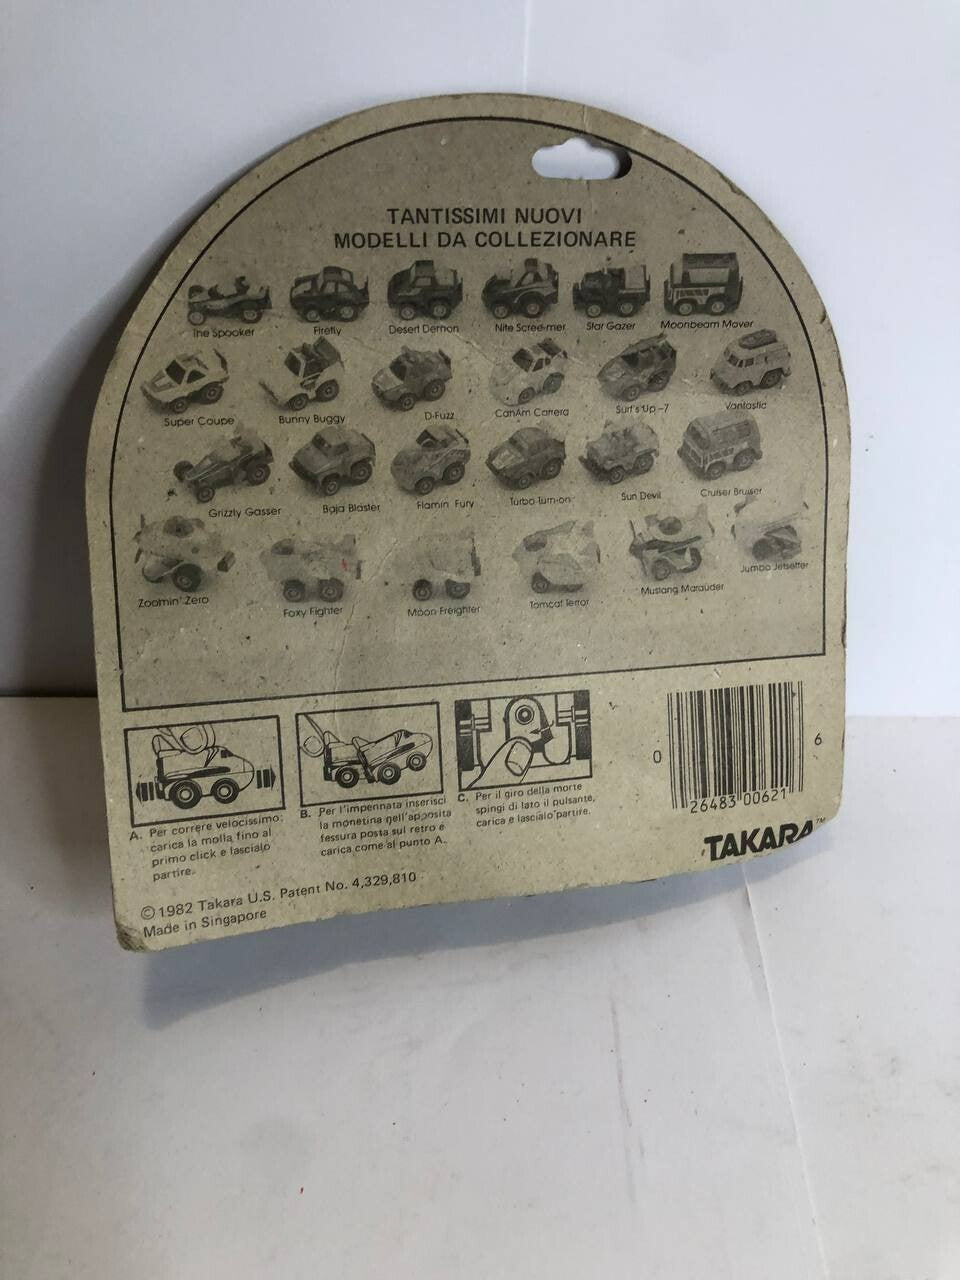 TANTISSIMI NUOVI
MODELLI DA COLLEZIONARE
The Spooker Firefly Desert Demon Nite Scree-mer Star Gazer Moonbeam Mover
Super Coupe Bunny Buggy D-Fuzz CanAm Carrera Surf's Up-7 Vantastic
Grizzly Gasser Baja Blaster Flamin' Fury Turbo Turn-on Sun Devil Cruiser Bruiser
Zoomin' Zero Foxy Fighter Moon Freighter Tomcat Terror Mustang Marauder Jumbo Jetsetter
A. Per correre velocissimo,
carica la molla fino al
primo click e lascialo
partire.
B. Per l'impennata inserisci
la monetina nell'apposita
fessura posta sul retro e
carica come al punto A.
C. Per il giro della morte
spingi di lato il pulsante,
carica e lascialo partire.
0 26483 00621 6
TAKARA™
©1982 Takara U.S. Patent No. 4,329,810
Made in Singapore